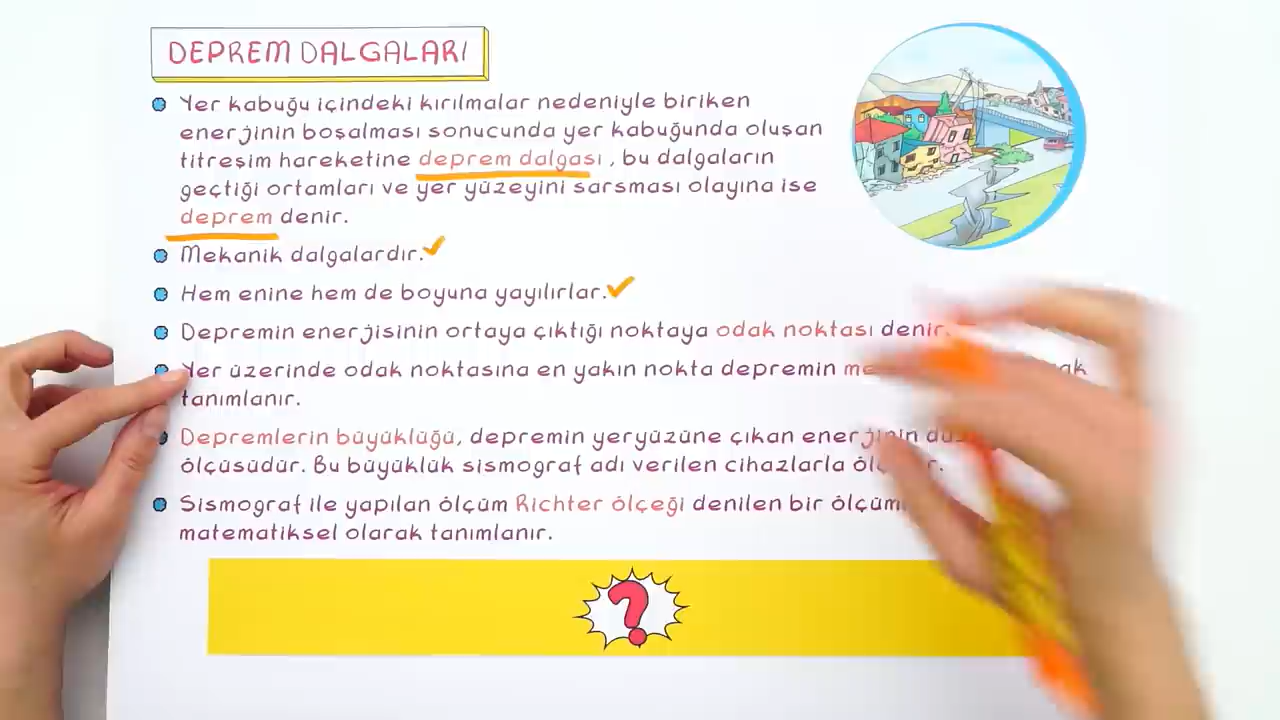 DEPREM DALGALARI
Yer kabuğu içindeki kırılmalar nedeniyle biriken
enerjinin boşalması sonucunda yer kabuğunda oluşan
titreşim hareketine deprem dalgası , bu dalgaların
geçtiği ortamları ve yer yüzeyini sarsması olayına ise
deprem denir.
Mekanik dalgalardır.
Hem enine hem de boyuna yayılırlar.
Depremin enerjisinin ortaya çıktığı noktaya odak noktası denir.
Yer üzerinde odak noktasına en yakın nokta depremin
tanımlanır.
Depremlerin büyüklüğü, depremin yeryüzüne çıkan enerjinin
ölçüsüdür. Bu büyüklük sismograf adı verilen cihazlarla
Sismograf ile yapılan ölçüm Richter ölçeği denilen bir
matematiksel olarak tanımlanır.
?